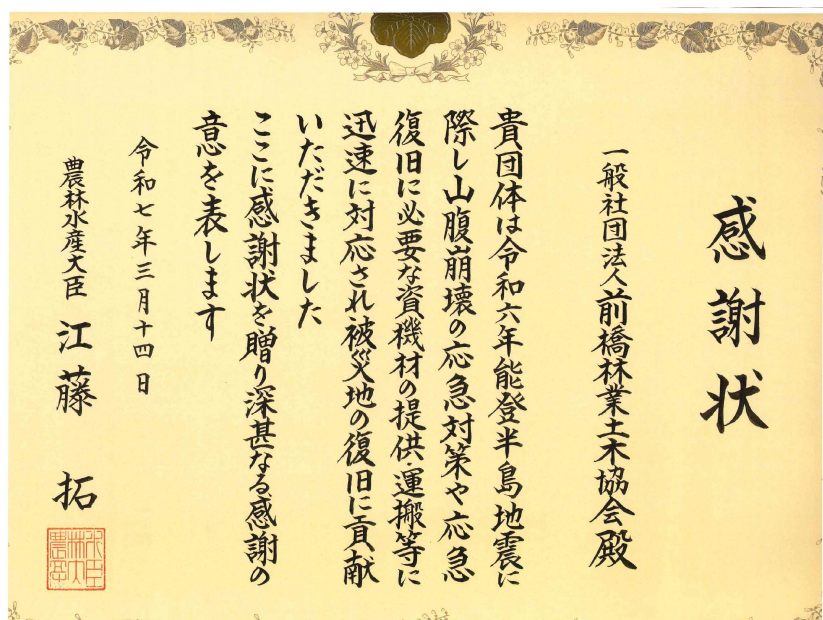 感謝状
一般社団法人前橋林業土木協会殿
貴団体は令和六年能登半島地震に
際し山腹崩壊の応急対策や応急
復旧に必要な資機材の提供・運搬等に
迅速に対応され被災地の復旧に貢献
いただきました
ここに感謝状を贈り深甚なる感謝の
意を表します
令和七年三月十四日
農林水産大臣 江藤 拓